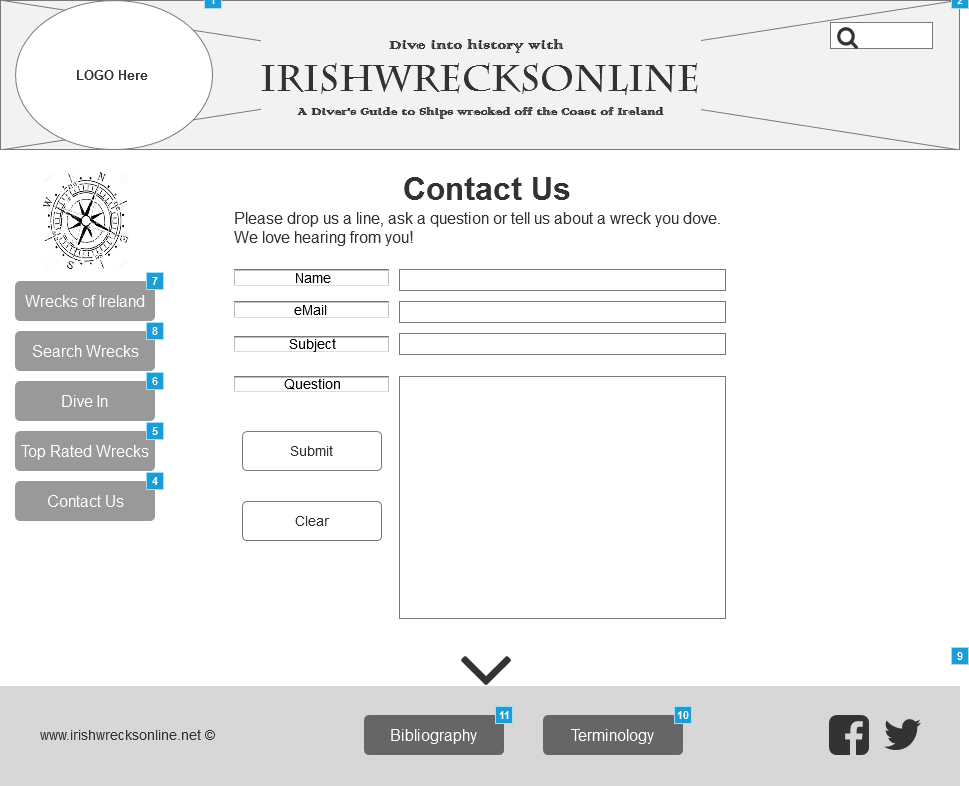 1
2
LOGO Here
Dive into history with
IRISHWRECKSONLINE
A Diver's Guide to Ships wrecked off the Coast of Ireland
N
W
E
S
Contact Us
Please drop us a line, ask a question or tell us about a wreck you dove.
We love hearing from you!
7
Wrecks of Ireland
8
Search Wrecks
6
Dive In
5
Top Rated Wrecks
4
Contact Us
Name
eMail
Subject
Question
Submit
Clear
9
www.irishwrecksonline.net ©
11
Bibliography
10
Terminology